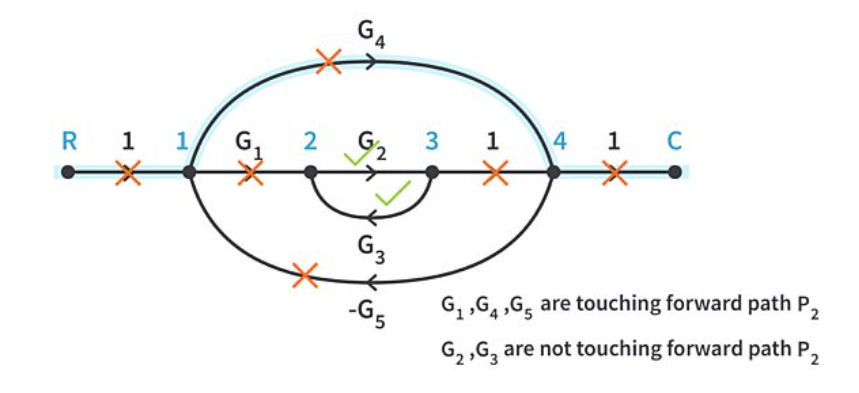 G4
R 1 1 G1 2 G2 3 1 4 1 C
G3
-G5
G1 ,G4 ,G5 are touching forward path P2
G2 ,G3 are not touching forward path P2